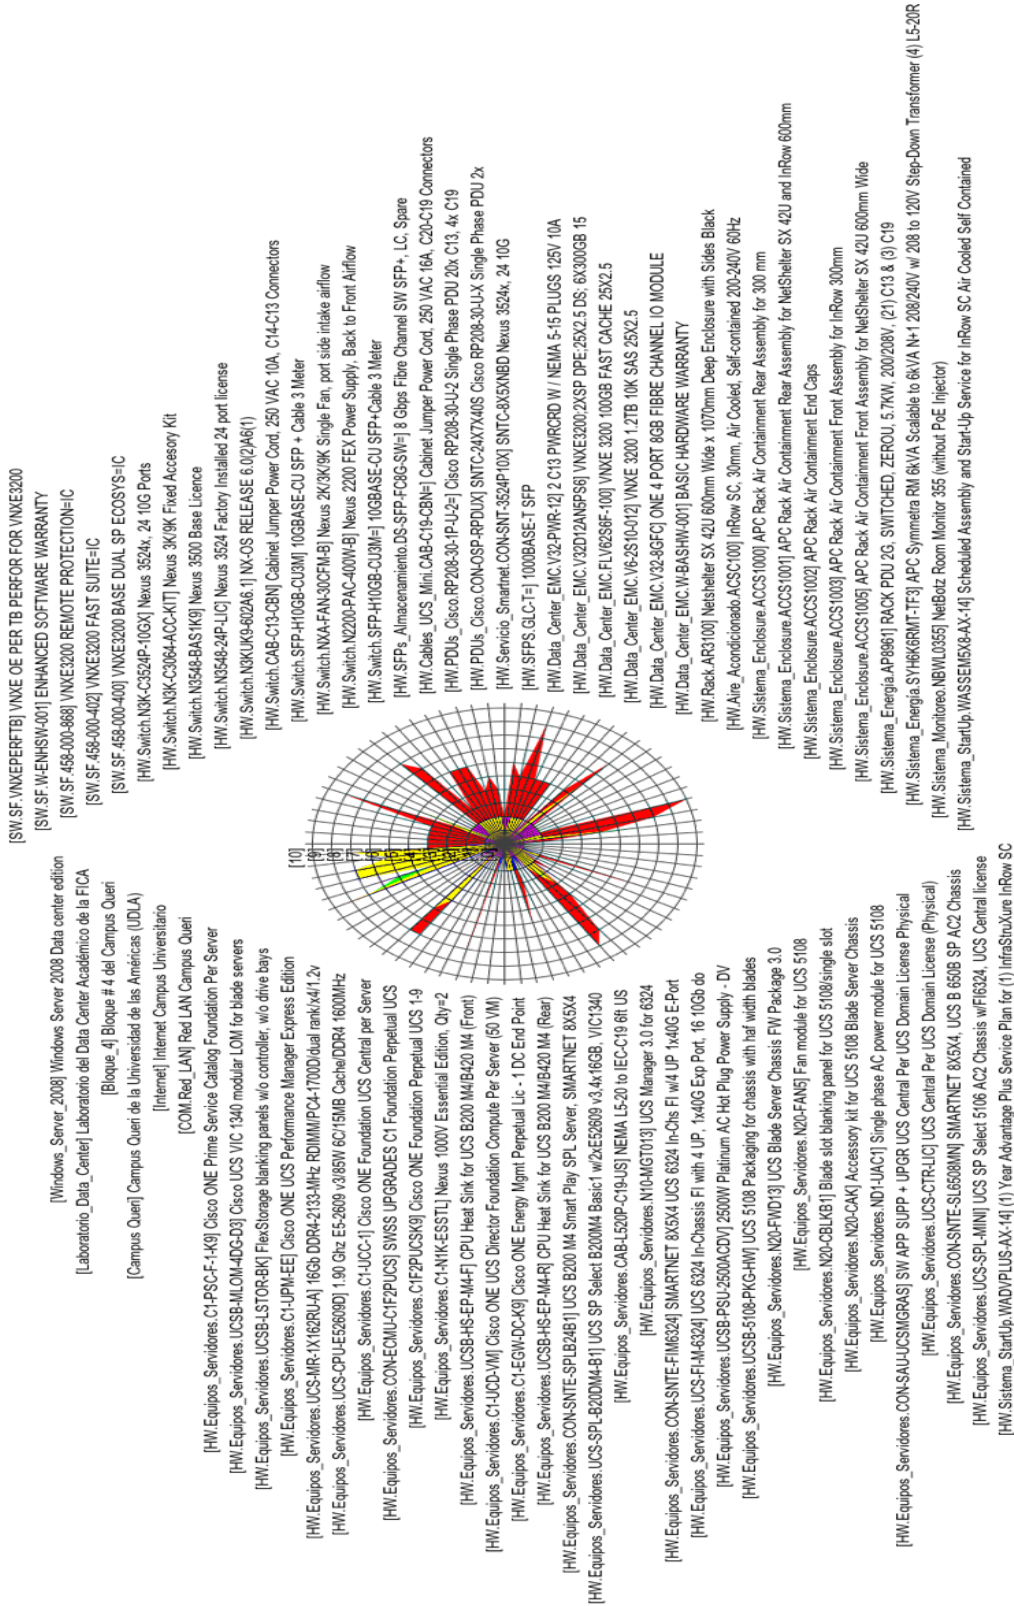 [SW.SF.VNXEPERFTB] VNXE OE PER TB PERFOR FOR VNXE3200
[SW.SF.W-ENHSW-001] ENHANCED SOFTWARE WARRANTY
[SW.SF.458-000-868] VNXE3200 REMOTE PROTECTION=IC
[SW.SF.458-000-402] VNXE3200 FAST SUITE=IC
[SW.SF.458-000-400] VNXE3200 BASE DUAL SP ECOSYS=IC
[HW.Switch.N3K-C3524P-10GX] Nexus 3524x, 24 10G Ports
[HW.Switch.N3K-C3064-ACC-KIT] Nexus 3K/9K Fixed Accesory Kit
[HW.Switch.N3548-BAS1K9] Nexus 3500 Base Licence
[HW.Switch.N3548-24P-LIC] Nexus 3524 Factory Installed 24 port license
[HW.Switch.N3KUK9-602A6.1] NX-OS RELEASE 6.0(2)A6(1)
[HW.Switch.CAB-C13-CBN] Cabinet Jumper Power Cord, 250 VAC 10A, C14-C13 Connectors
[HW.Switch.SFP-H10GB-CU3M] 10GBASE-CU SFP + Cable 3 Meter
[HW.Switch.NXA-FAN-30CFM-B] Nexus 2K/3K/9K Single Fan, port side intake airflow
[HW.Switch.N2200-PAC-400W-B] Nexus 2200 FEX Power Supply, Back to Front Airflow
[HW.Switch.SFP-H10GB-CU3M=] 10GBASE-CU SFP+Cable 3 Meter
[HW.SFPs_Almacenamiento.DS-SFP-FC8G-SW=] 8 Gbps Fibre Channel SW SFP+, LC, Spare
[HW.Cables_UCS_Mini.CAB-C19-CBN=] Cabinet Jumper Power Cord, 250 VAC 16A, C20-C19 Connectors
[HW.PDUs_Cisco.RP208-30-1P-U-2=] Cisco RP208-30-U-2 Single Phase PDU 20x C13, 4x C19
[HW.PDUs_Cisco.CON-OSP-RPDUX] SNTC-24X7X4OS Cisco RP208-30-U-X Single Phase PDU 2x
[HW.Servicio_Smartnet.CON-SNT-3524P10X] SNTC-8X5XNBD Nexus 3524x, 24 10G
[HW.SFPS.GLC-T=] 1000BASE-T SFP
[HW.Data_Center_EMC.V32-PWR-12] 2 C13 PWRCRD W / NEMA 5-15 PLUGS 125V 10A
[HW.Data_Center_EMC.V32D12AN5PS6] VNXE3200;2XSP DPE;25X2.5 DS; 6X300GB 15
[HW.Data_Center_EMC.FLV62S6F-100] VNXE 3200 100GB FAST CACHE 25X2.5
[HW.Data_Center_EMC.V6-2S10-012] VNXE 3200 1.2TB 10K SAS 25X2.5
[HW.Data_Center_EMC.V32-8GFC] ONE 4 PORT 8GB FIBRE CHANNEL IO MODULE
[HW.Data_Center_EMC.W-BASHW-001] BASIC HARDWARE WARRANTY
[HW.Rack.AR3100] Netshelter SX 42U 600mm Wide x 1070mm Deep Enclosure with Sides Black
[HW.Aire_Acondicionado.ACSC100] InRow SC, 30mm, Air Cooled, Self-contained 200-240V 60Hz
[HW.Sistema_Enclosure.ACCS1000] APC Rack Air Containment Rear Assembly for 300 mm
[HW.Sistema_Enclosure.ACCS1001] APC Rack Air Containment Rear Assembly for NetShelter SX 42U and InRow 600mm
[HW.Sistema_Enclosure.ACCS1002] APC Rack Air Containment End Caps
[HW.Sistema_Enclosure.ACCS1003] APC Rack Air Containment Front Assembly for InRow 300mm
[HW.Sistema_Enclosure.ACCS1005] APC Rack Air Containment Front Assembly for NetShelter SX 42U 600mm Wide
[HW.Sistema_Energia.AP8961] RACK PDU 2G, SWITCHED, ZEROU, 5.7KW, 200/208V, (21) C13 & (3) C19
[HW.Sistema_Energia.SYH6K6RMT-TF3] APC Symmetra RM 6kVA Scalable to 6kVA N+1 208/240V w/ 208 to 120V Step-Down Transformer (4) L5-20R
[HW.Sistema_Monitoreo.NBWL0355] NetBotz Room Monitor 355 (without PoE Injector)
[HW.Sistema_StartUp.WASSEM5X8-AX-14] Scheduled Assembly and Start-Up Service for InRow SC Air Cooled Self Contained
[10]
[9]
[8]
[7]
[6]
[5]
[4]
[Windows_Server_2008] Windows Server 2008 Data center edition
[Laboratorio_Data_Center] Laboratorio del Data Center Académico de la FICA
[Bloque_4] Bloque # 4 del Campus Queri
[Campus Queri] Campus Queri de la Universidad de las Américas (UDLA)
[Internet] Internet Campus Universitario
[COM.Red_LAN] Red LAN Campus Queri
[HW.Equipos_Servidores.C1-PSC-F-1-K9] Cisco ONE Prime Service Catalog Foundation Per Server
[HW.Equipos_Servidores.UCSB-MLOM-4DG-D3] Cisco UCS VIC 1340 modular LOM for blade servers
[HW.Equipos_Servidores.UCSB-LSTOR-BK] FlexStorage blanking panels w/o controller, w/o drive bays
[HW.Equipos_Servidores.C1-UPM-EE] Cisco ONE UCS Performance Manager Express Edition
[HW.Equipos_Servidores.UCS-MR-1X162RU-A] 16Gb DDR4-2133-MHz RDIMM/PC4-1700/dual rank/x4/1.2v
[HW.Equipos_Servidores.UCS-CPU-E52609D] 1.90 Ghz E5-2609 v3/85W 6C/15MB Cache/DDR4 1600MHz
[HW.Equipos_Servidores.C1-UCC-1] Cisco ONE Foundation UCS Central per Server
[HW.Equipos_Servidores.CON-ECMU-C1F2PUCS] SWSS UPGRADES C1 Foundation Perpetual UCS
[HW.Equipos_Servidores.C1F2PUCSK9] Cisco ONE Foundation Perpetual UCS 1-9
[HW.Equipos_Servidores.C1-N1K-ESSTL] Nexus 1000V Essential Edition, Qty=2
[HW.Equipos_Servidores.UCSB-HS-EP-M4-F] CPU Heat Sink for UCS B200 M4/B420 M4 (Front)
[HW.Equipos_Servidores.C1-UCD-VM] Cisco ONE UCS Director Foundation Compute Per Server (50 VM)
[HW.Equipos_Servidores.C1-EGW-DC-K9] Cisco ONE Energy Mgmt Perpetual Lic - 1 DC End Point
[HW.Equipos_Servidores.UCSB-HS-EP-M4-R] CPU Heat Sink for UCS B200 M4/B420 M4 (Rear)
[HW.Equipos_Servidores.CON-SNTE-SPLB24B1] UCS B200 M4 Smart Play SPL Server, SMARTNET 8X5X4
[HW.Equipos_Servidores.UCS-SPL-B20DM4-B1] UCS SP Select B200M4 Basic1 w/2xE52609 v3,4x16GB, VIC1340
[HW.Equipos_Servidores.CAB-L520P-C19-US] NEMA L5-20 to IEC-C19 6ft US
[HW.Equipos_Servidores.N10-MGT013] UCS Manager 3.0 for 6324
[HW.Equipos_Servidores.CON-SNTE-FIM6324] SMARTNET 8X5X4 UCS 6324 In-Chs FI w/4 UP 1x40G E-Port
[HW.Equipos_Servidores.UCS-FI-M-6324] UCS 6324 In-Chassis FI with 4 UP, 1x40G Exp Port, 16 10Gb do
[HW.Equipos_Servidores.UCSB-PSU-2500ACDV] 2500W Platinum AC Hot Plug Power Supply - DV
[HW.Equipos_Servidores.UCSB-5108-PKG-HW] UCS 5108 Packaging for chassis with haf width blades
[HW.Equipos_Servidores.N20-FWD13] UCS Blade Server Chassis FW Package 3.0
[HW.Equipos_Servidores.N20-FAN5] Fan module for UCS 5108
[HW.Equipos_Servidores.N20-CBLKB1] Blade slot blanking panel for UCS 5108/single slot
[HW.Equipos_Servidores.N20-CAK] Accessory kit for UCS 5108 Blade Server Chassis
[HW.Equipos_Servidores.ND1-UAC1] Single phase AC power module for UCS 5108
[HW.Equipos_Servidores.CON-SAU-UCSMGRAS] SW APP SUPP + UPGR UCS Central Per UCS Domain License Physical
[HW.Equipos_Servidores.UCS-CTR-LIC] UCS Central Per UCS Domain License (Physical)
[HW.Equipos_Servidores.CON-SNTE-SL6508MN] SMARTNET 8X5X4, UCS B 650B SP AC2 Chassis
[HW.Equipos_Servidores.UCS-SPL-MINI] UCS SP Select 5106 AC2 Chassis w/FI6324, UCS Central license
[HW.Sistema_StartUp.WADVPLUS-AX-14] (1) Year Advantage Plus Service Plan for (1) InfraStruXure InRow SC